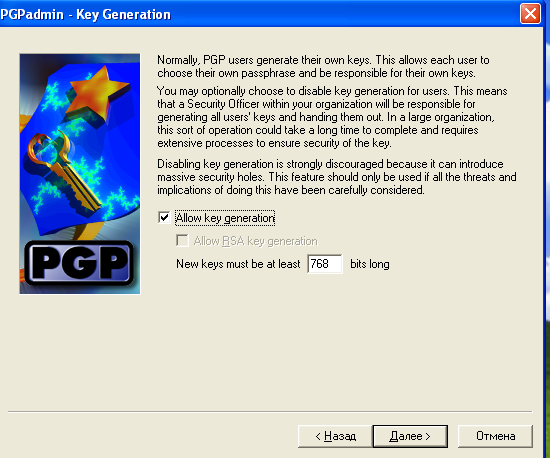 PGPadmin - Key Generation
Normally, PGP users generate their own keys. This allows each user to
choose their own passphrase and be responsible for their own keys.
You may optionally choose to disable key generation for users. This means
that a Security Officer within your organization will be responsible for
generating all users' keys and handing them out. In a large organization,
this sort of operation could take a long time to complete and requires
extensive processes to ensure security of the key.
Disabling key generation is strongly discouraged because it can introduce
massive security holes. This feature should only be used if all the threats and
implications of doing this have been carefully considered.
Allow key generation
Allow RSA key generation
New keys must be at least 768 bits long
PGP
< Назад Далее > Отмена